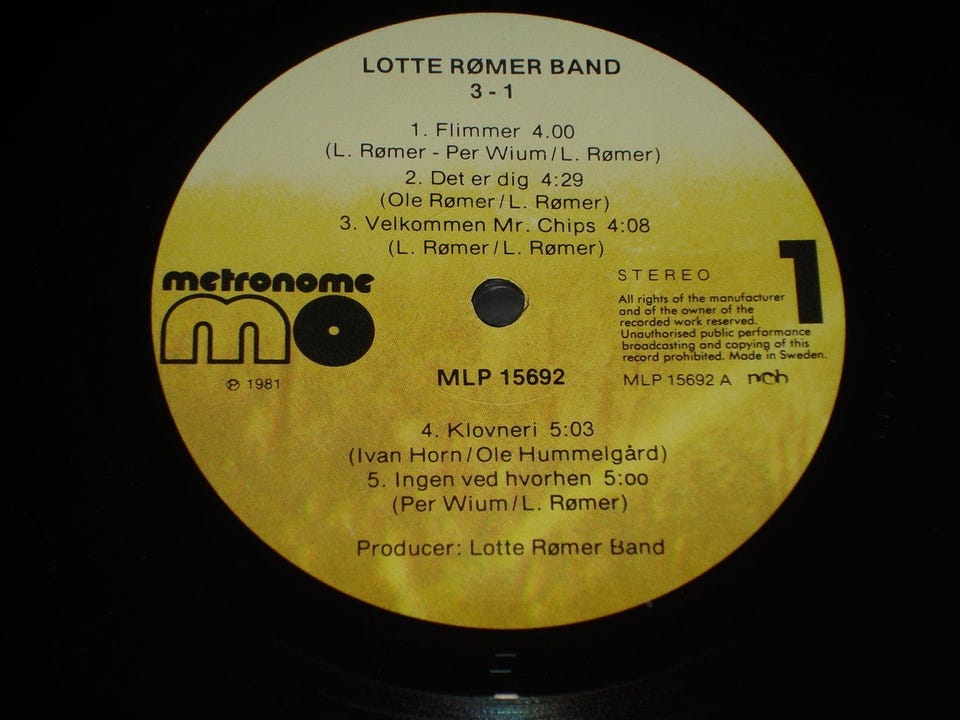 LOTTE RØMER BAND
3 - 1
1. Flimmer 4.00
(L. Rømer - Per Wium/L. Rømer)
2. Det er dig 4:29
(Ole Rømer/L. Rømer)
3. Velkommen Mr. Chips 4:08
(L. Rømer/L. Rømer)
metronome
mo
℗ 1981
STEREO
1
All rights of the manufacturer
and of the owner of the
recorded work reserved.
Unauthorised public performance
broadcasting and copying of this
record prohibited. Made in Sweden.
MLP 15692
MLP 15692 A ncb
4. Klovneri 5:03
(Ivan Horn/Ole Hummelgård)
5. Ingen ved hvorhen 5:oo
(Per Wium/L. Rømer)
Producer: Lotte Rømer Band